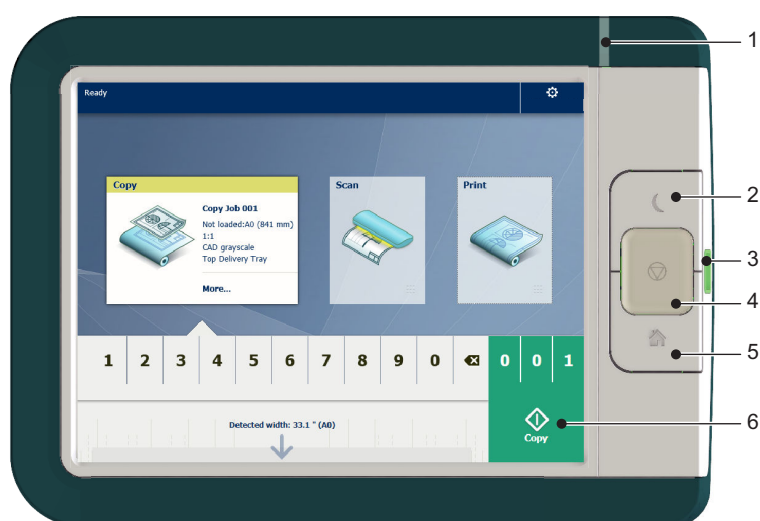 Ready
Copy
Copy Job 001
Not loaded:A0 (841 mm)
1:1
CAD grayscale
Top Delivery Tray
More...
Scan
Print
1 2 3 4 5 6 7 8 9 0 0 0 1
Detected width: 33.1 " (A0)
Copy
1
2
3
4
5
6